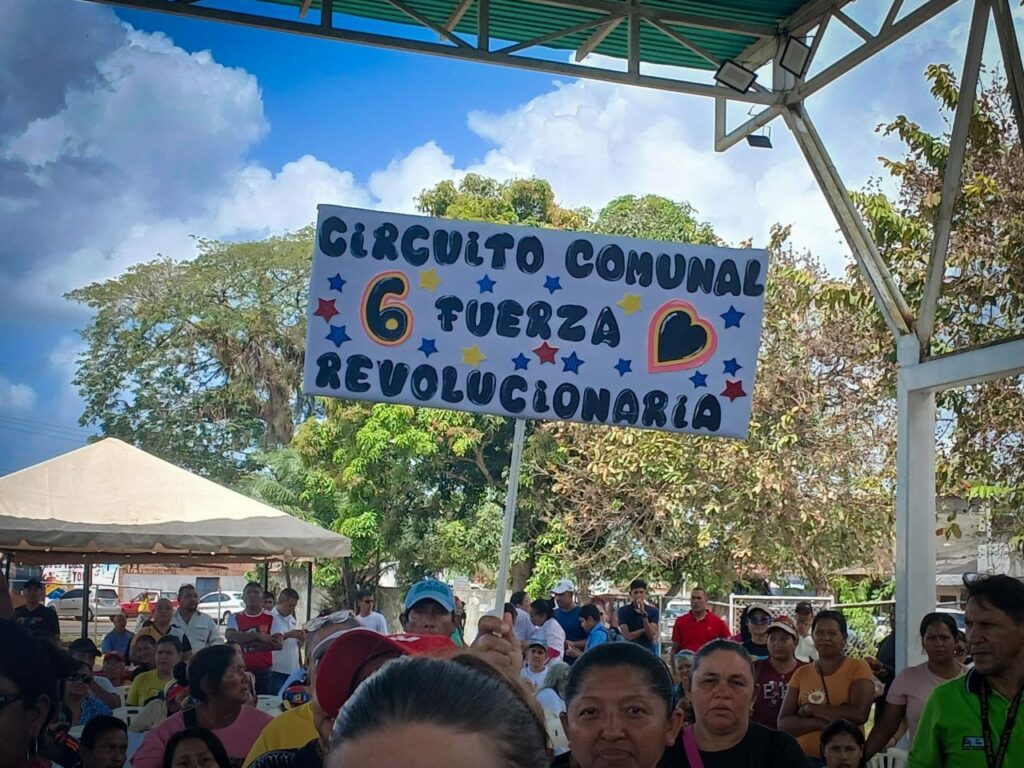 CIRCUITO COMUNAL
6 FUERZA
REVOLUCIONARIA